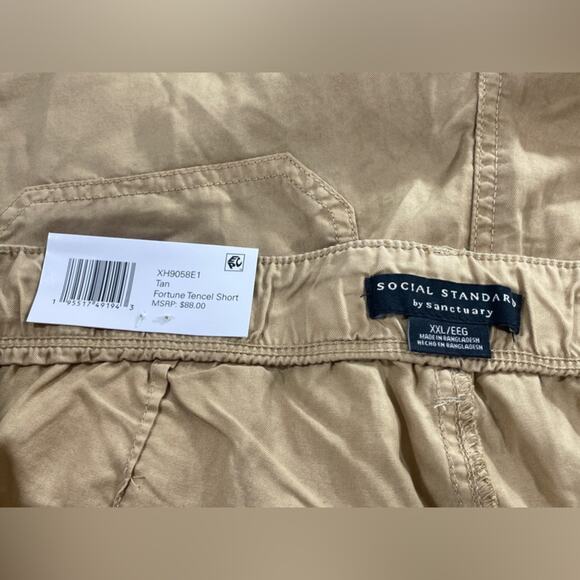 XH9058E1
Tan
Fortune Tencel Short
MSRP: $88.00
1 95517 49194 3
SOCIAL STANDARD
by sanctuary
XXL/EEG
MADE IN BANGLADESH
HECHO EN BANGLADESH